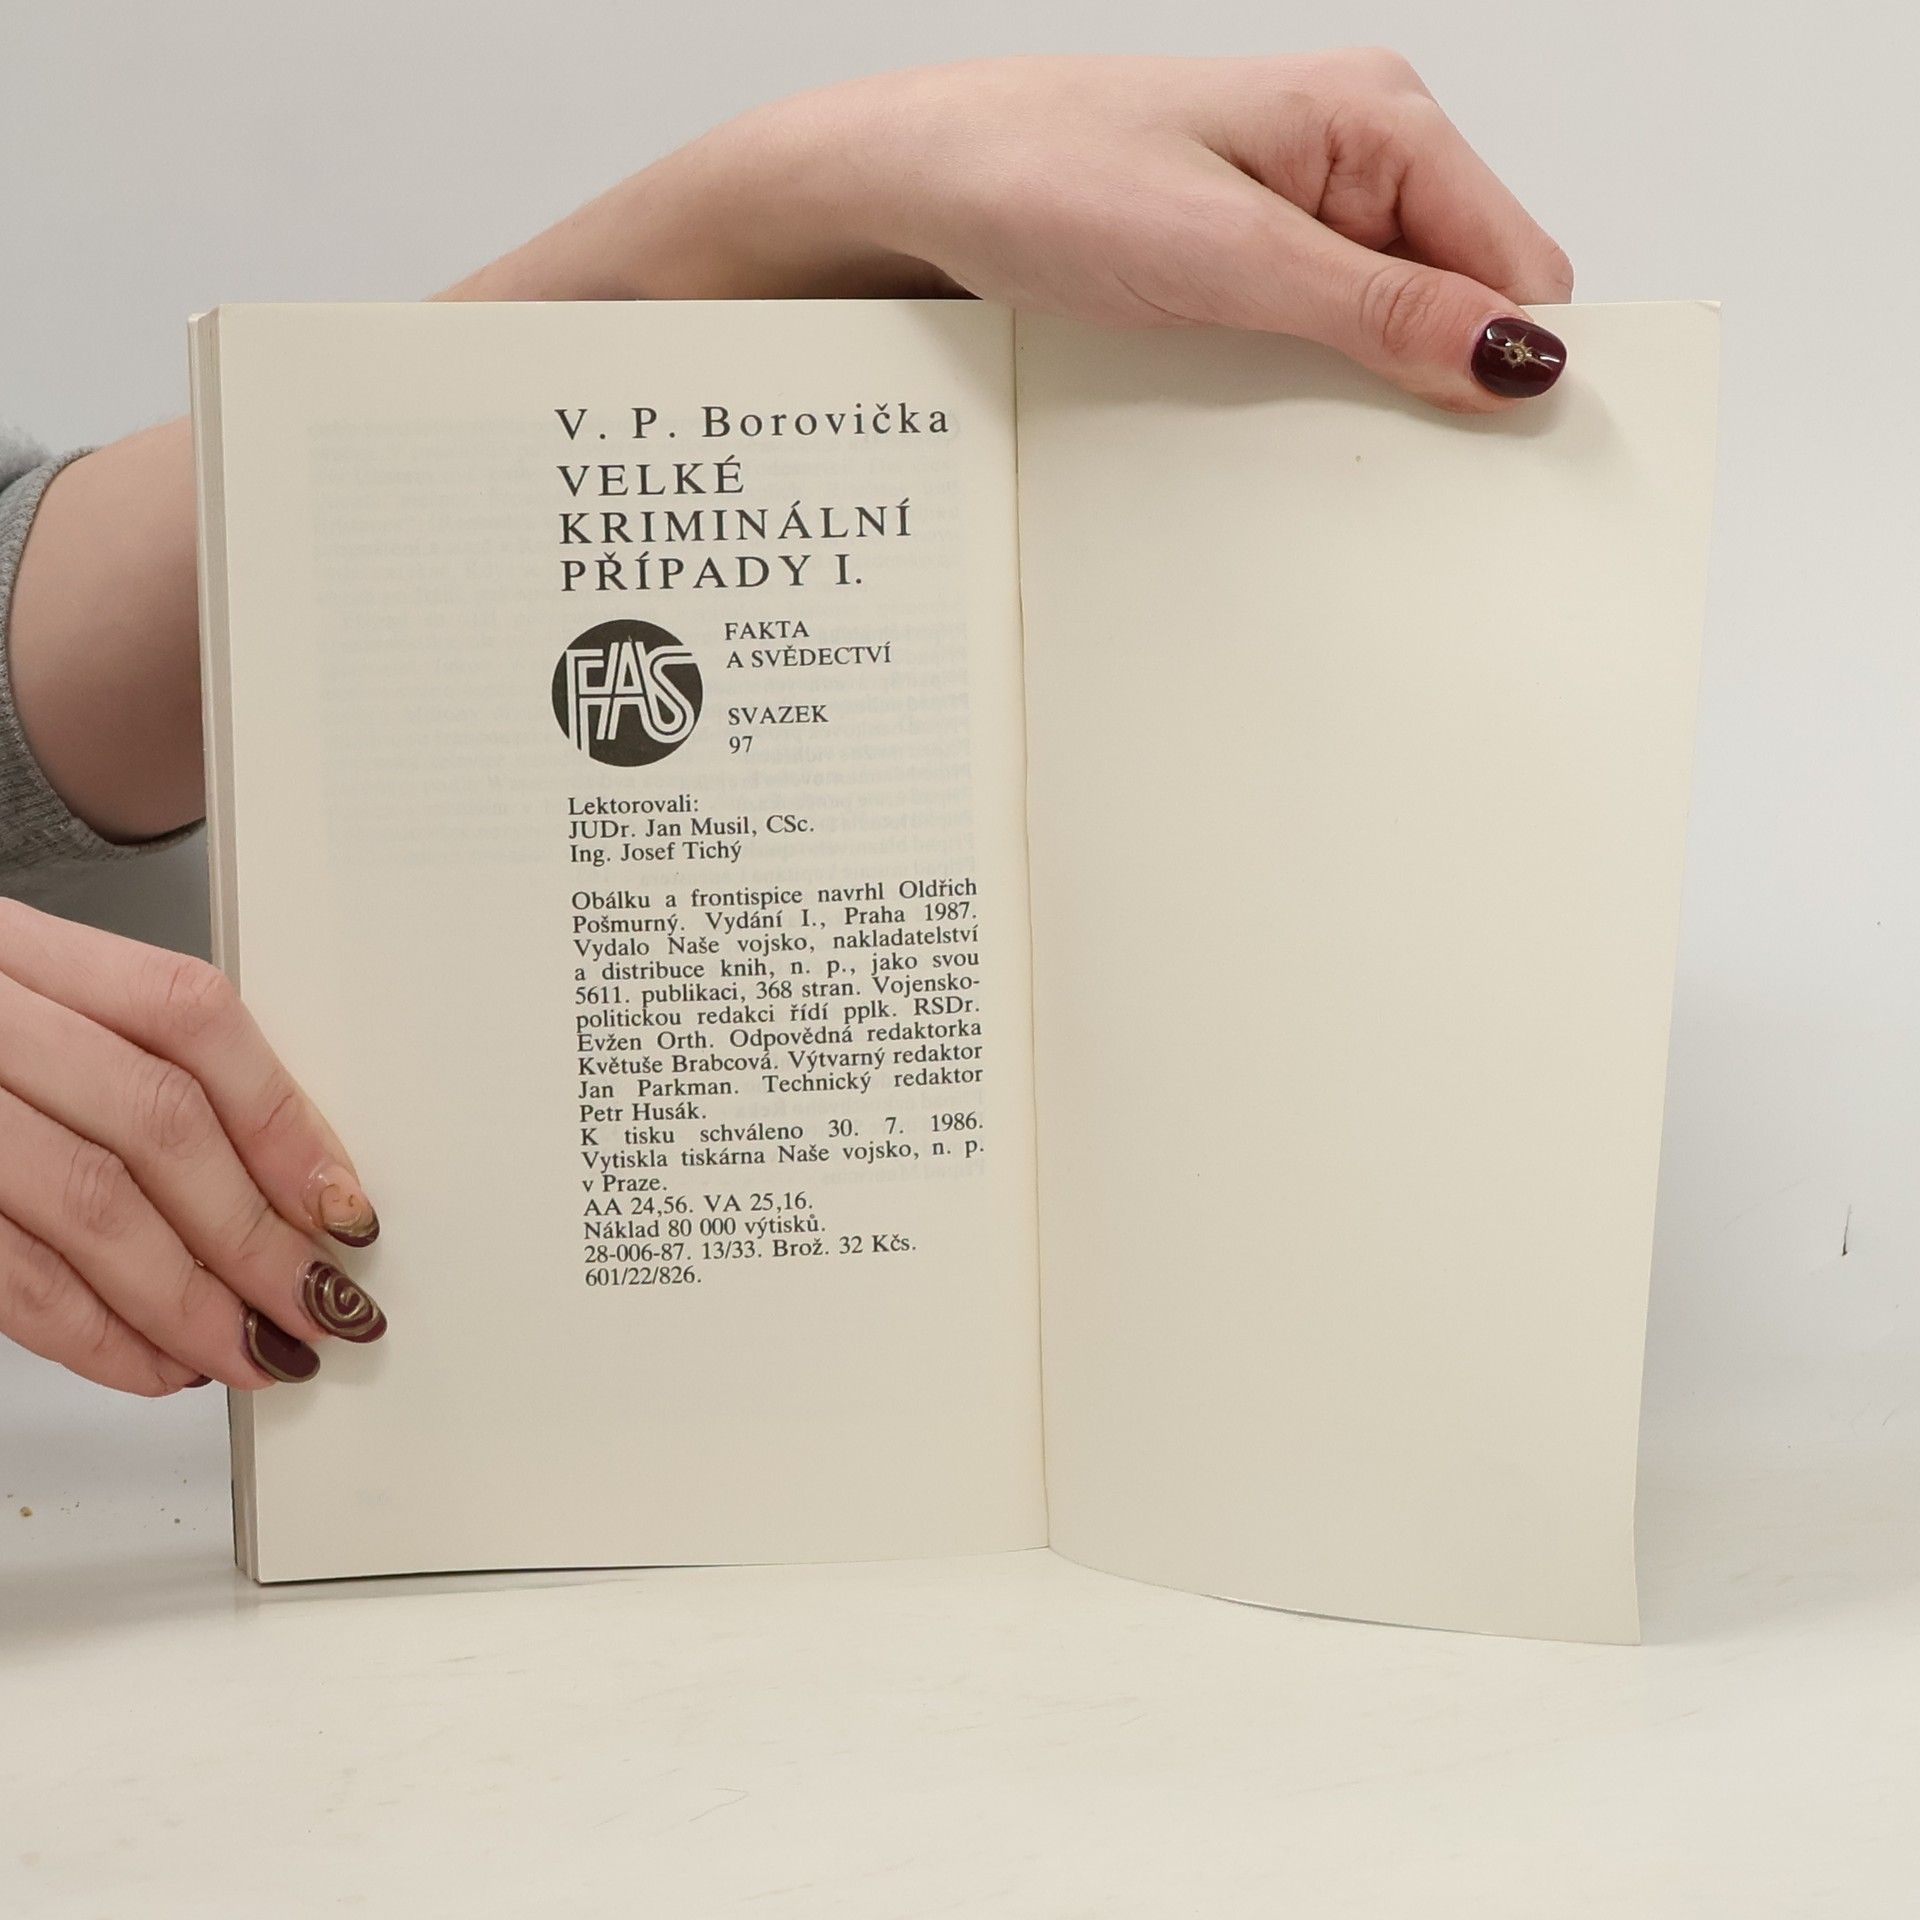 V. P. Borovička
VELKÉ
KRIMINÁLNÍ
PŘÍPADY I.
FAS
FAKTA
A SVĚDECTVÍ
SVAZEK
97
Lektorovali:
JUDr. Jan Musil, CSc.
Ing. Josef Tichý
Obálku a frontispice navrhl Oldřich
Pošmurný. Vydání I., Praha 1987.
Vydalo Naše vojsko, nakladatelství
a distribuce knih, n. p., jako svou
5611. publikaci, 368 stran. Vojensko-
politickou redakci řídí pplk. RSDr.
Evžen Orth. Odpovědná redaktorka
Květuše Brabcová. Výtvarný redaktor
Jan Parkman. Technický redaktor
Petr Husák.
K tisku schváleno 30. 7. 1986.
Vytiskla tiskárna Naše vojsko, n. p.
v Praze.
AA 24,56. VA 25,16.
Náklad 80 000 výtisků.
28-006-87. 13/33. Brož. 32 Kčs.
601/22/826.